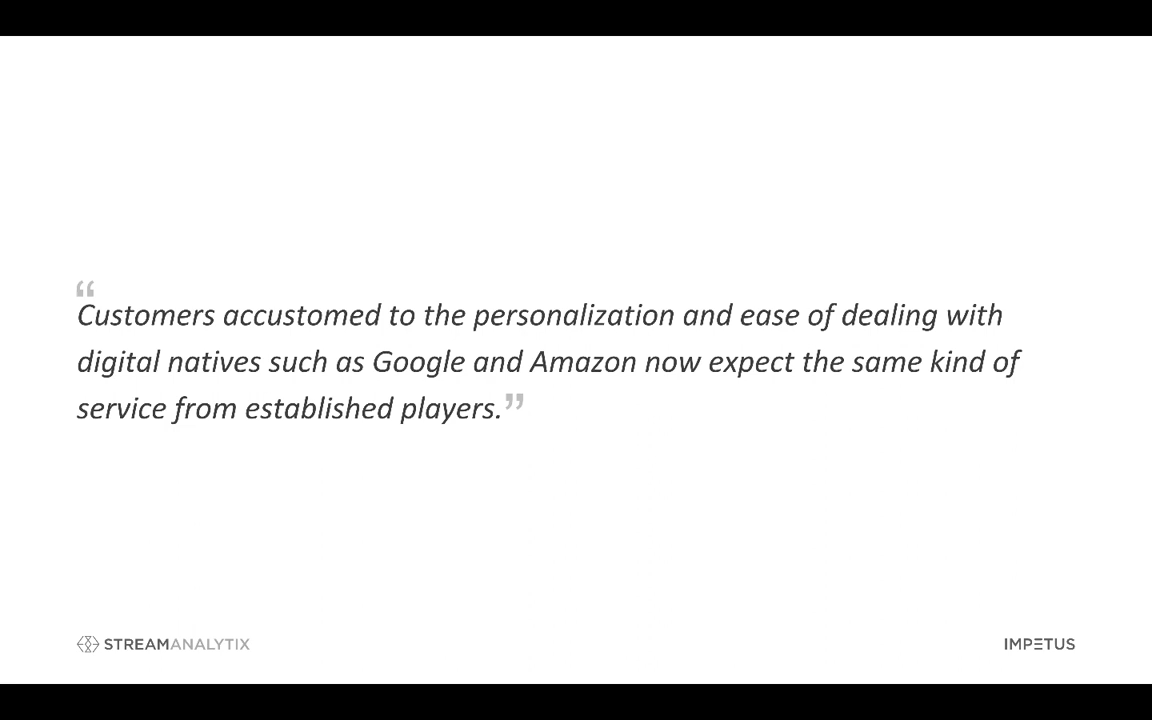 “
Customers accustomed to the personalization and ease of dealing with
digital natives such as Google and Amazon now expect the same kind of
service from established players.”
STREAMANALYTIX
IMPETUS